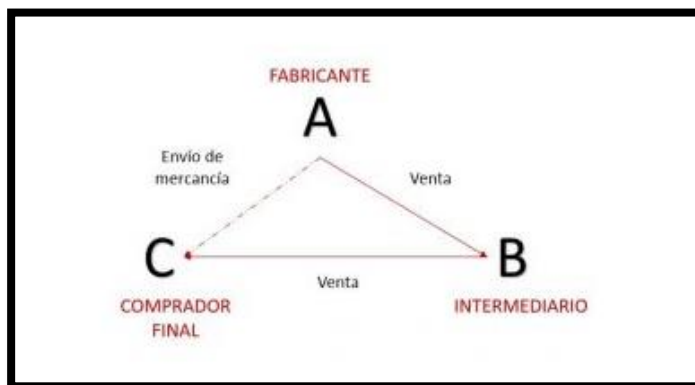 FABRICANTE
A
Envío de
mercancía
Venta
C
B
Venta
COMPRADOR
FINAL
INTERMEDIARIO